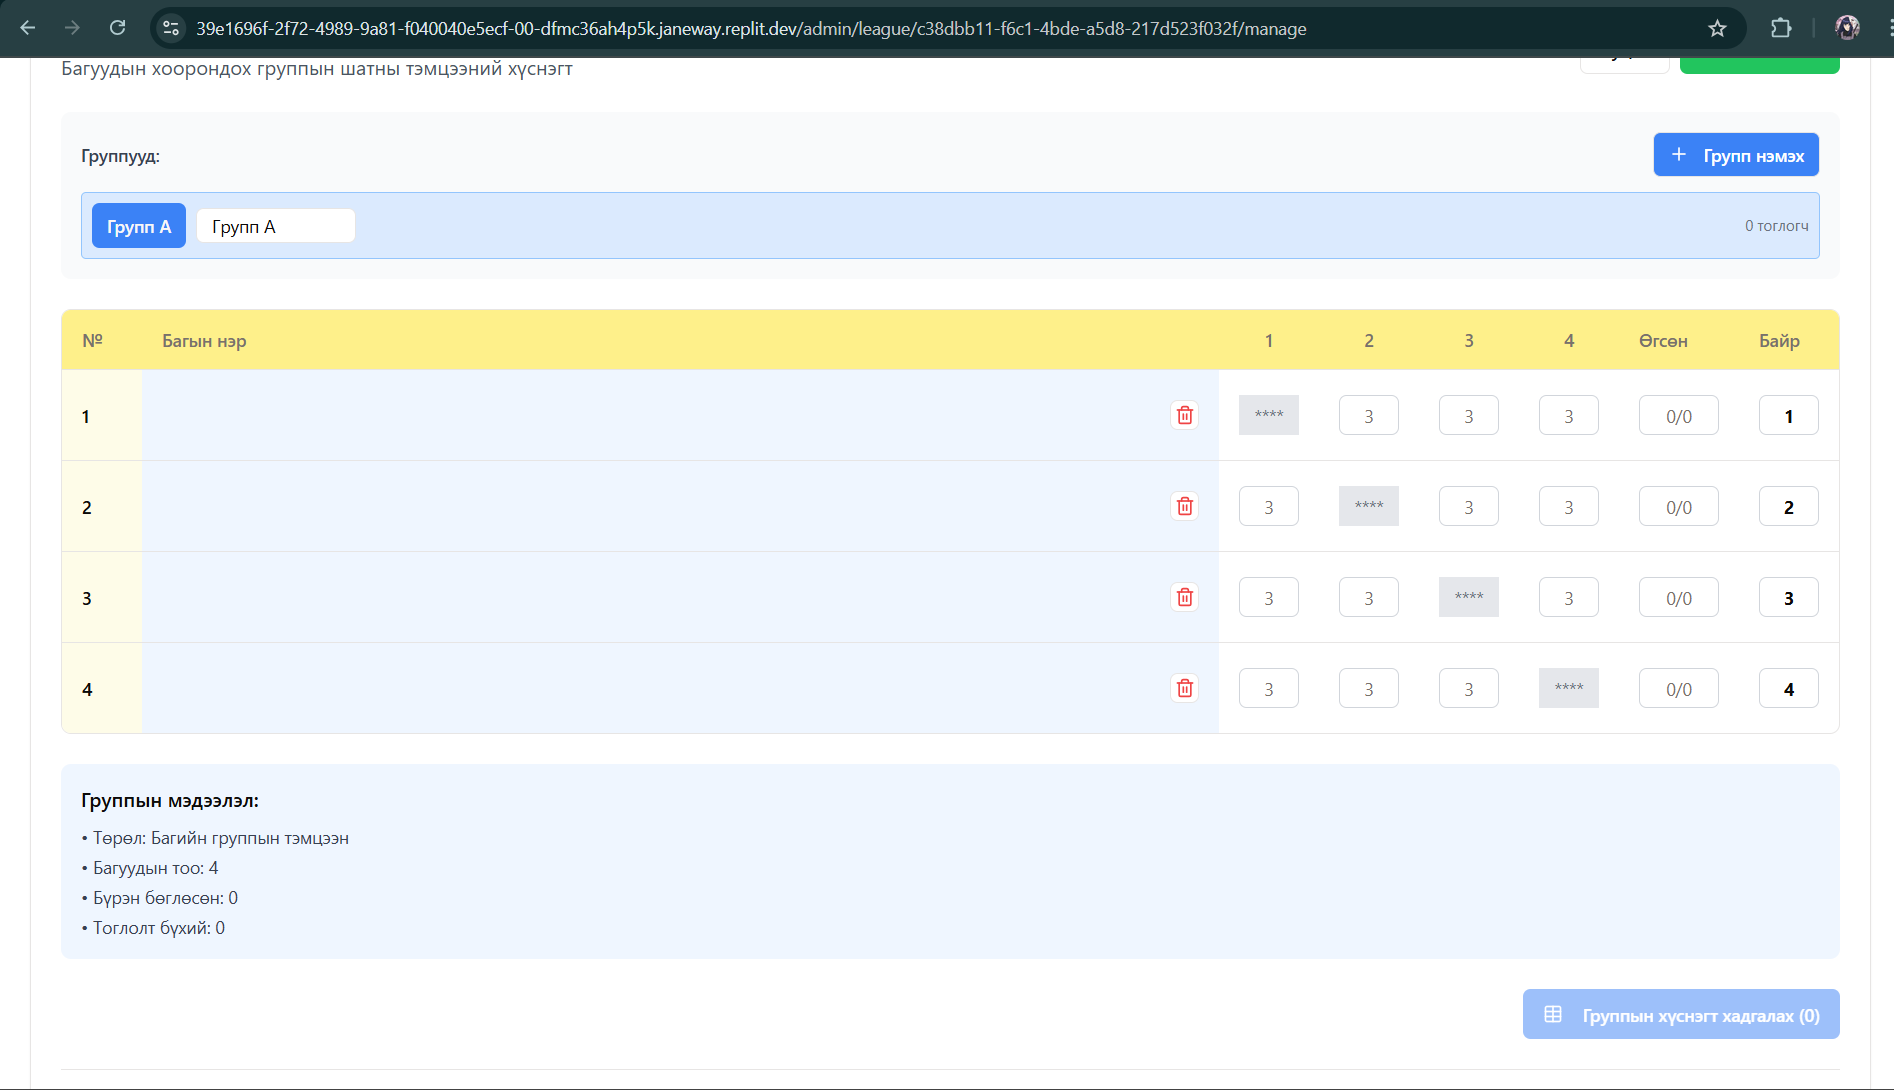 39e1696f-2f72-4989-9a81-f040040e5ecf-00-dfmc36ah4p5k.janeway.replit.dev/admin/league/c38dbb11-f6c1-4bde-a5d8-217d523f032f/manage
Багуудын хоорондох группын шатны тэмцээний хүснэгт
Группууд:
+ Групп нэмэх
Групп A Групп A 0 тоглогч
№ Багын нэр 1 2 3 4 Өгсөн Байр
1 **** 3 3 3 0/0 1
2 3 **** 3 3 0/0 2
3 3 3 **** 3 0/0 3
4 3 3 3 **** 0/0 4
Группын мэдээлэл:
• Төрөл: Багийн группын тэмцээн
• Багуудын тоо: 4
• Бүрэн бөглөсөн: 0
• Тоглолт бүхий: 0
Группын хүснэгт хадгалах (0)